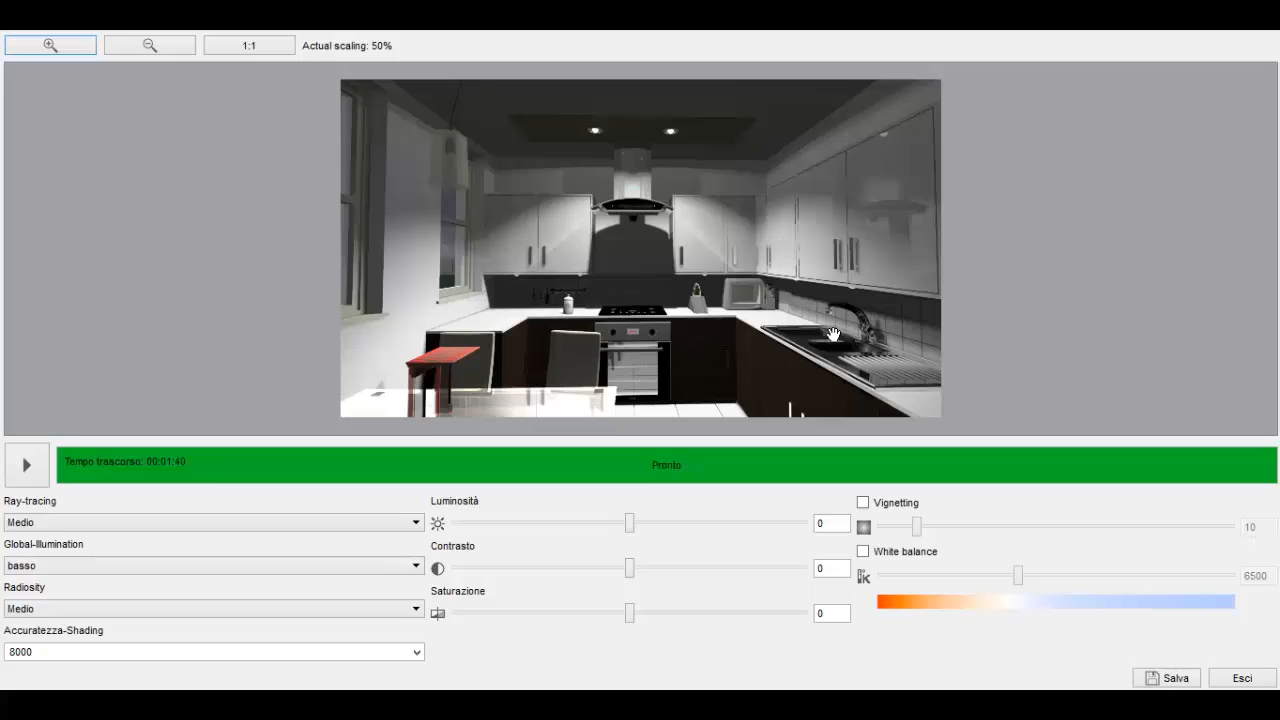 1:1
Actual scaling: 50%
Tempo trascorso: 00:01:40
Pronto
Ray-tracing
Medio
Global-Illumination
basso
Radiosity
Medio
Accuratezza-Shading
8000
Luminosità
0
Contrasto
0
Saturazione
0
Vignetting
10
White balance
K
6500
Salva
Esci